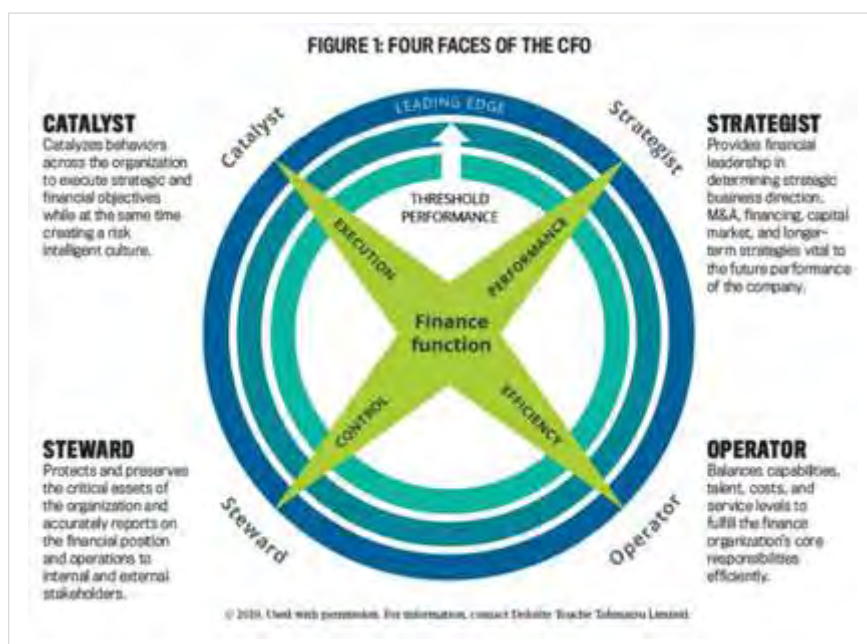 FIGURE 1: FOUR FACES OF THE CFO
LEADING EDGE
Catalyst
Strategist
CATALYST
Catalyzes behaviors
across the organization
to execute strategic and
financial objectives
while at the same time
creating a risk
intelligent culture.
STRATEGIST
Provides financial
leadership in
determining strategic
business direction,
M&A, financing, capital
market, and longer-
term strategies vital to
the future performance
of the company.
THRESHOLD
PERFORMANCE
EXECUTION
PERFORMANCE
Finance
function
CONTROL
EFFICIENCY
STEWARD
Protects and preserves
the critical assets of
the organization and
accurately reports on
the financial position
and operations to
internal and external
stakeholders.
OPERATOR
Balances capabilities,
talent, costs, and
service levels to
fulfill the finance
organization's core
responsibilities
efficiently.
Steward
Operator
© 2019. Used with permission. For information, contact Deloitte Touche Tohmatsu Limited.